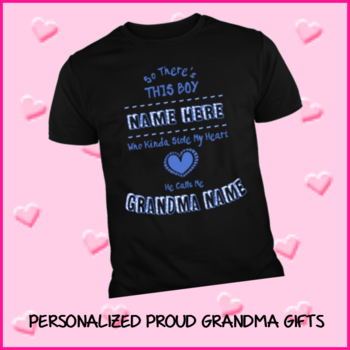 So There's
THIS BOY
NAME HERE
Who Kinda Stole My Heart
He Calls Me
GRANDMA NAME
PERSONALIZED PROUD GRANDMA GIFTS